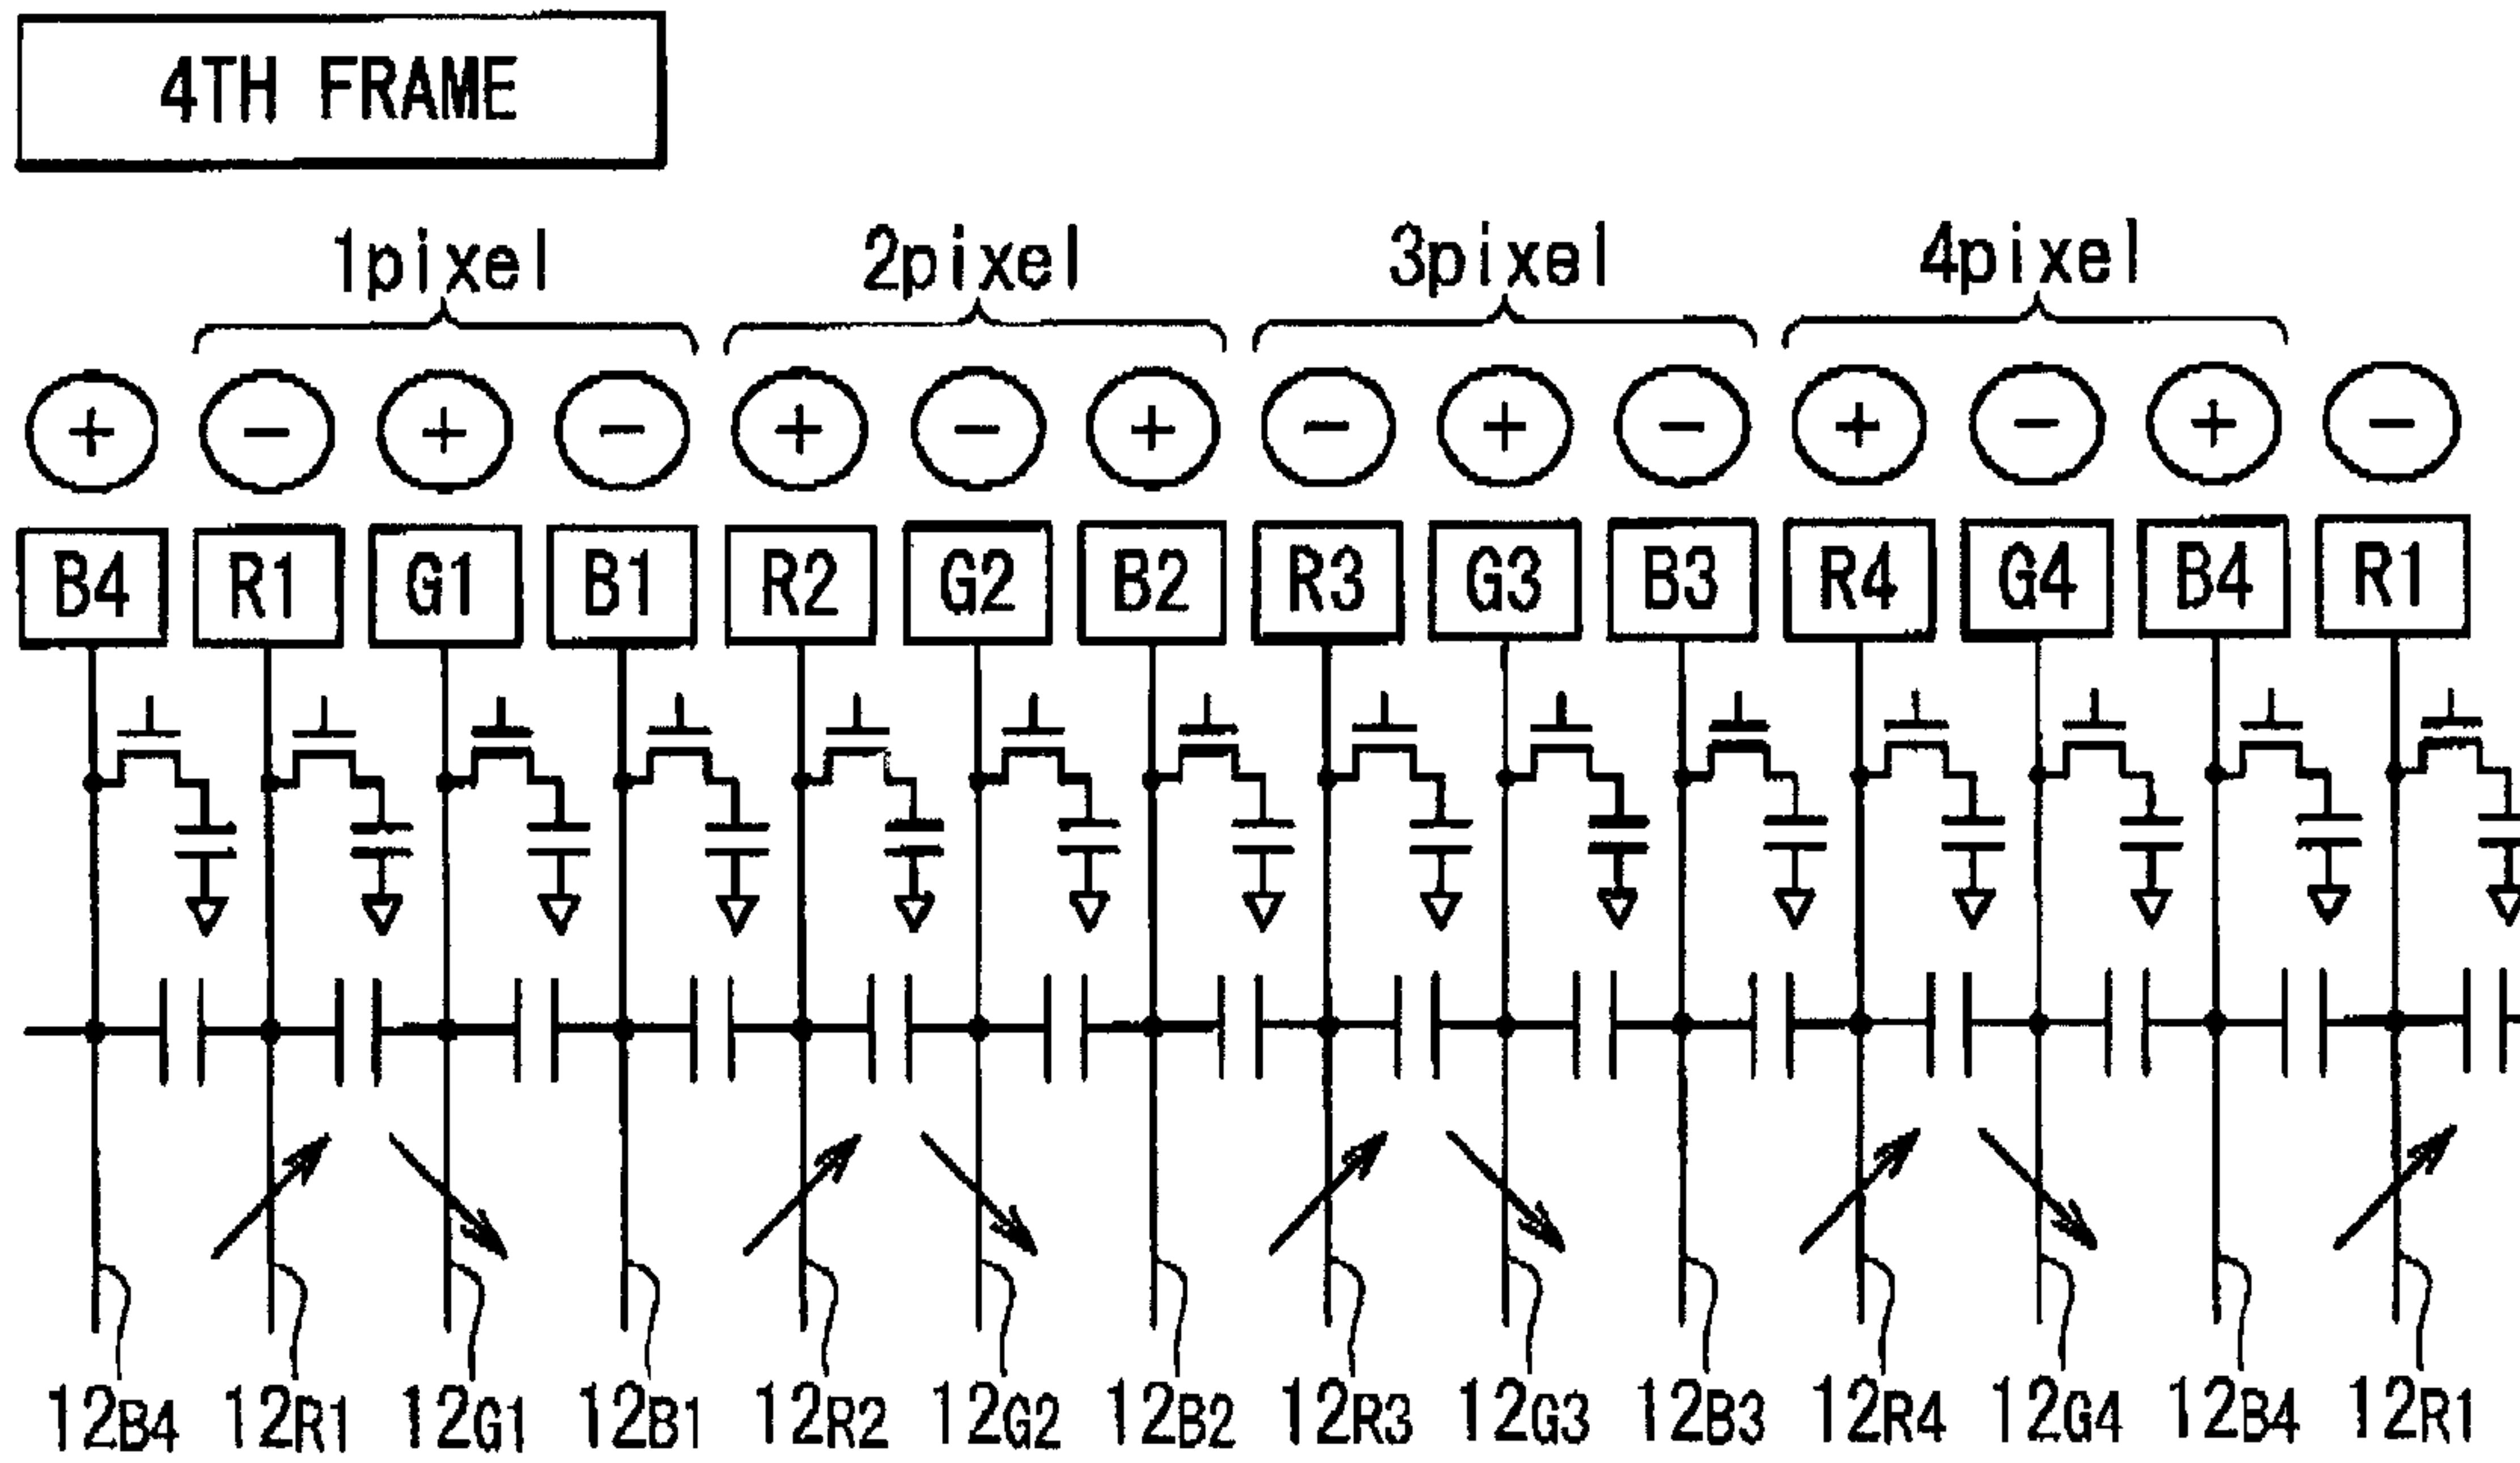 4TH FRAME
1pixel 2pixel 3pixel 4pixel
+ − + − + − + − + − + − + −
B4 R1 G1 B1 R2 G2 B2 R3 G3 B3 R4 G4 B4 R1
12B4 12R1 12G1 12B1 12R2 12G2 12B2 12R3 12G3 12B3 12R4 12G4 12B4 12R1